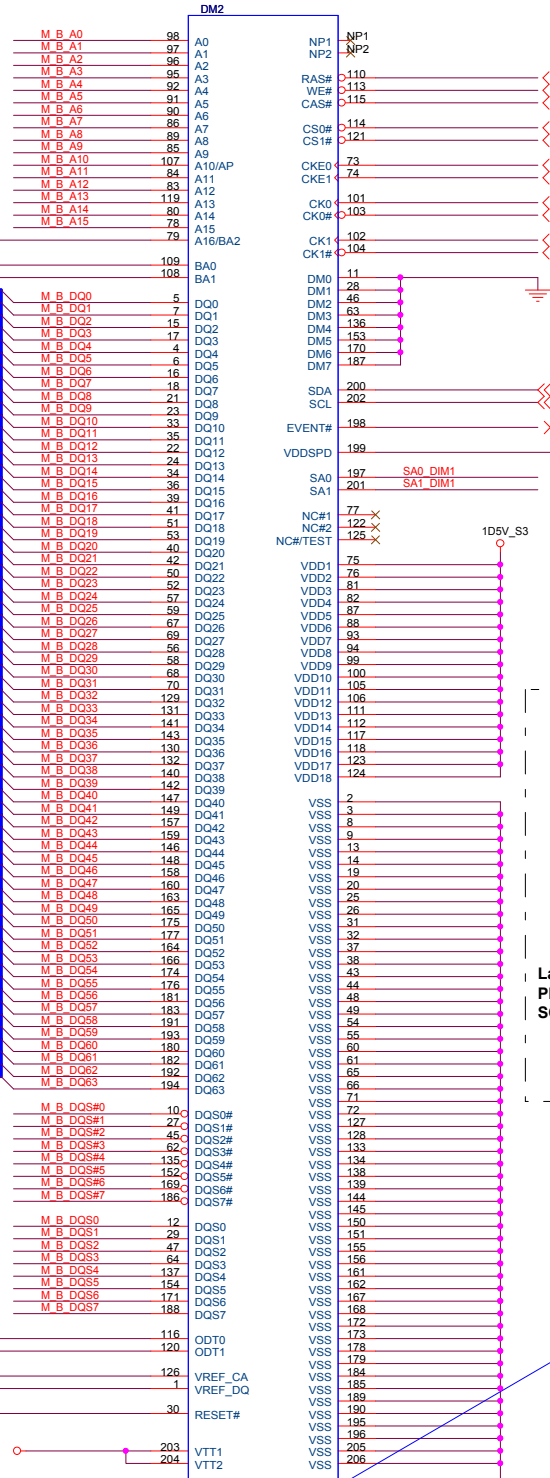 DM2
M_B_A0 98 A0
M_B_A1 97 A1
M_B_A2 96 A2
M_B_A3 95 A3
M_B_A4 92 A4
M_B_A5 91 A5
M_B_A6 90 A6
M_B_A7 86 A7
M_B_A8 89 A8
M_B_A9 85 A9
M_B_A10 107 A10/AP
M_B_A11 84 A11
M_B_A12 83 A12
M_B_A13 119 A13
M_B_A14 80 A14
M_B_A15 78 A15
79 A16/BA2
109 BA0
108 BA1
M_B_DQ0 5 DQ0
M_B_DQ1 7 DQ1
M_B_DQ2 15 DQ2
M_B_DQ3 17 DQ3
M_B_DQ4 4 DQ4
M_B_DQ5 6 DQ5
M_B_DQ6 16 DQ6
M_B_DQ7 18 DQ7
M_B_DQ8 21 DQ8
M_B_DQ9 23 DQ9
M_B_DQ10 33 DQ10
M_B_DQ11 35 DQ11
M_B_DQ12 22 DQ12
M_B_DQ13 24 DQ13
M_B_DQ14 34 DQ14
M_B_DQ15 36 DQ15
M_B_DQ16 39 DQ16
M_B_DQ17 41 DQ17
M_B_DQ18 51 DQ18
M_B_DQ19 53 DQ19
M_B_DQ20 40 DQ20
M_B_DQ21 42 DQ21
M_B_DQ22 50 DQ22
M_B_DQ23 52 DQ23
M_B_DQ24 57 DQ24
M_B_DQ25 59 DQ25
M_B_DQ26 67 DQ26
M_B_DQ27 69 DQ27
M_B_DQ28 56 DQ28
M_B_DQ29 58 DQ29
M_B_DQ30 68 DQ30
M_B_DQ31 70 DQ31
M_B_DQ32 129 DQ32
M_B_DQ33 131 DQ33
M_B_DQ34 141 DQ34
M_B_DQ35 143 DQ35
M_B_DQ36 130 DQ36
M_B_DQ37 132 DQ37
M_B_DQ38 140 DQ38
M_B_DQ39 142 DQ39
M_B_DQ40 147 DQ40
M_B_DQ41 149 DQ41
M_B_DQ42 157 DQ42
M_B_DQ43 159 DQ43
M_B_DQ44 146 DQ44
M_B_DQ45 148 DQ45
M_B_DQ46 158 DQ46
M_B_DQ47 160 DQ47
M_B_DQ48 163 DQ48
M_B_DQ49 165 DQ49
M_B_DQ50 175 DQ50
M_B_DQ51 177 DQ51
M_B_DQ52 164 DQ52
M_B_DQ53 166 DQ53
M_B_DQ54 174 DQ54
M_B_DQ55 176 DQ55
M_B_DQ56 181 DQ56
M_B_DQ57 183 DQ57
M_B_DQ58 191 DQ58
M_B_DQ59 193 DQ59
M_B_DQ60 180 DQ60
M_B_DQ61 182 DQ61
M_B_DQ62 192 DQ62
M_B_DQ63 194 DQ63
M_B_DQS#0 10 DQS0#
M_B_DQS#1 27 DQS1#
M_B_DQS#2 45 DQS2#
M_B_DQS#3 62 DQS3#
M_B_DQS#4 135 DQS4#
M_B_DQS#5 152 DQS5#
M_B_DQS#6 169 DQS6#
M_B_DQS#7 186 DQS7#
M_B_DQS0 12 DQS0
M_B_DQS1 29 DQS1
M_B_DQS2 47 DQS2
M_B_DQS3 64 DQS3
M_B_DQS4 137 DQS4
M_B_DQS5 154 DQS5
M_B_DQS6 171 DQS6
M_B_DQS7 188 DQS7
116 ODT0
120 ODT1
126 VREF_CA
1 VREF_DQ
30 RESET#
203 VTT1
204 VTT2
NP1 NP1
NP2 NP2
RAS# 110
WE# 113
CAS# 115
CS0# 114
CS1# 121
CKE0 73
CKE1 74
CK0 101
CK0# 103
CK1 102
CK1# 104
DM0 11
DM1 28
DM2 46
DM3 63
DM4 136
DM5 153
DM6 170
DM7 187
SDA 200
SCL 202
EVENT# 198
VDDSPD 199
SA0 197 SA0_DIM1
SA1 201 SA1_DIM1
NC#1 77
NC#2 122
NC#/TEST 125
1D5V_S3
VDD1 75
VDD2 76
VDD3 81
VDD4 82
VDD5 87
VDD6 88
VDD7 93
VDD8 94
VDD9 99
VDD10 100
VDD11 105
VDD12 106
VDD13 111
VDD14 112
VDD15 117
VDD16 118
VDD17 123
VDD18 124
VSS 2
VSS 3
VSS 8
VSS 9
VSS 13
VSS 14
VSS 19
VSS 20
VSS 25
VSS 26
VSS 31
VSS 32
VSS 37
VSS 38
VSS 43
VSS 44
VSS 48
VSS 49
VSS 54
VSS 55
VSS 60
VSS 61
VSS 65
VSS 66
VSS 71
VSS 72
VSS 127
VSS 128
VSS 133
VSS 134
VSS 138
VSS 139
VSS 144
VSS 145
VSS 150
VSS 151
VSS 155
VSS 156
VSS 161
VSS 162
VSS 167
VSS 168
VSS 172
VSS 173
VSS 178
VSS 179
VSS 184
VSS 185
VSS 189
VSS 190
VSS 195
VSS 196
VSS 205
VSS 206